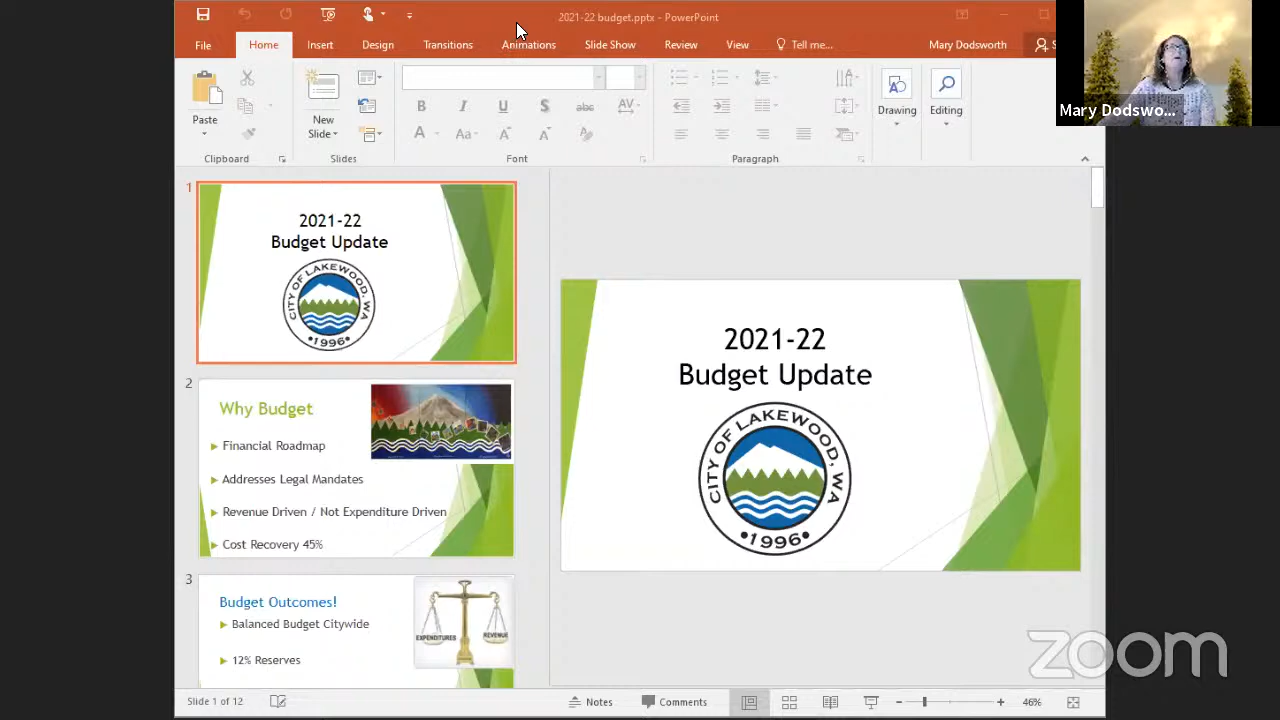 2021-22 budget.pptx - PowerPoint
File
Home
Insert
Design
Transitions
Animations
Slide Show
Review
View
Tell me...
Mary Dodsworth
S
Paste
New
Slide
B
I
U
S
abc
AV
A
Aa
A
A
Drawing
Editing
Clipboard
Slides
Font
Paragraph
Mary Dodswo...
1
2021-22
Budget Update
CITY OF LAKEWOOD, WA
1996
2
Why Budget
Financial Roadmap
Addresses Legal Mandates
Revenue Driven / Not Expenditure Driven
Cost Recovery 45%
3
Budget Outcomes!
Balanced Budget Citywide
12% Reserves
EXPENDITURES
REVENUE
2021-22
Budget Update
CITY OF LAKEWOOD, WA
1996
zoom
Slide 1 of 12
Notes
Comments
46%